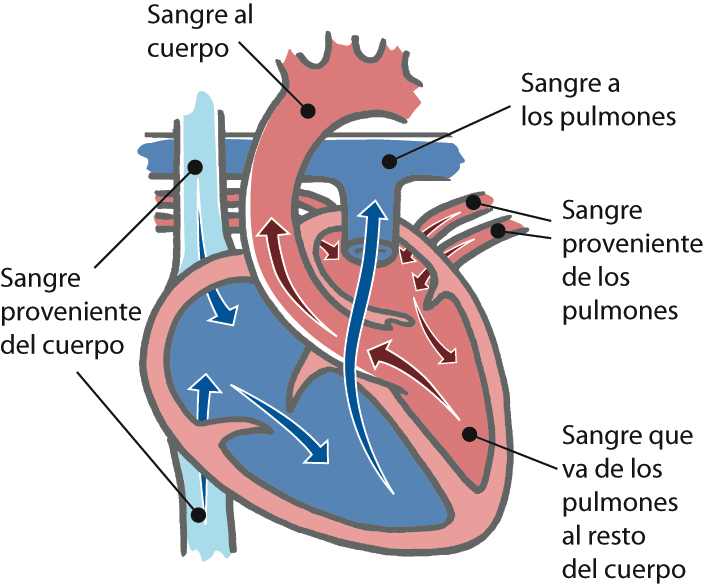 Sangre al
cuerpo
Sangre a
los pulmones
Sangre
proveniente
de los
pulmones
Sangre
proveniente
del cuerpo
Sangre que
va de los
pulmones
al resto
del cuerpo